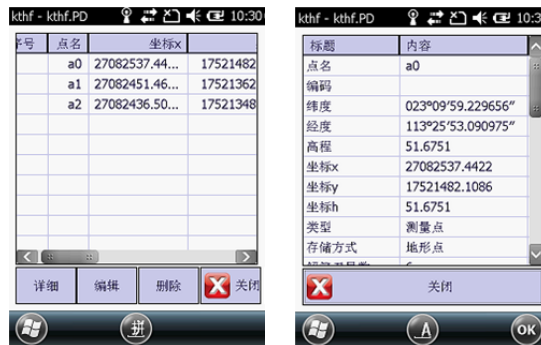 kthf - kthf.PD 10:30
序号 点名 坐标x
a0 27082537.44... 17521482
a1 27082451.46... 17521362
a2 27082436.50... 17521348
详细 编辑 删除 关闭
拼
kthf - kthf.PD 10:3
标题 内容
点名 a0
编码
纬度 023°09′59.229656″
经度 113°25′53.090975″
高程 51.6751
坐标x 27082537.4422
坐标y 17521482.1086
坐标h 51.6751
类型 测量点
存储方式 地形点
关闭
A OK